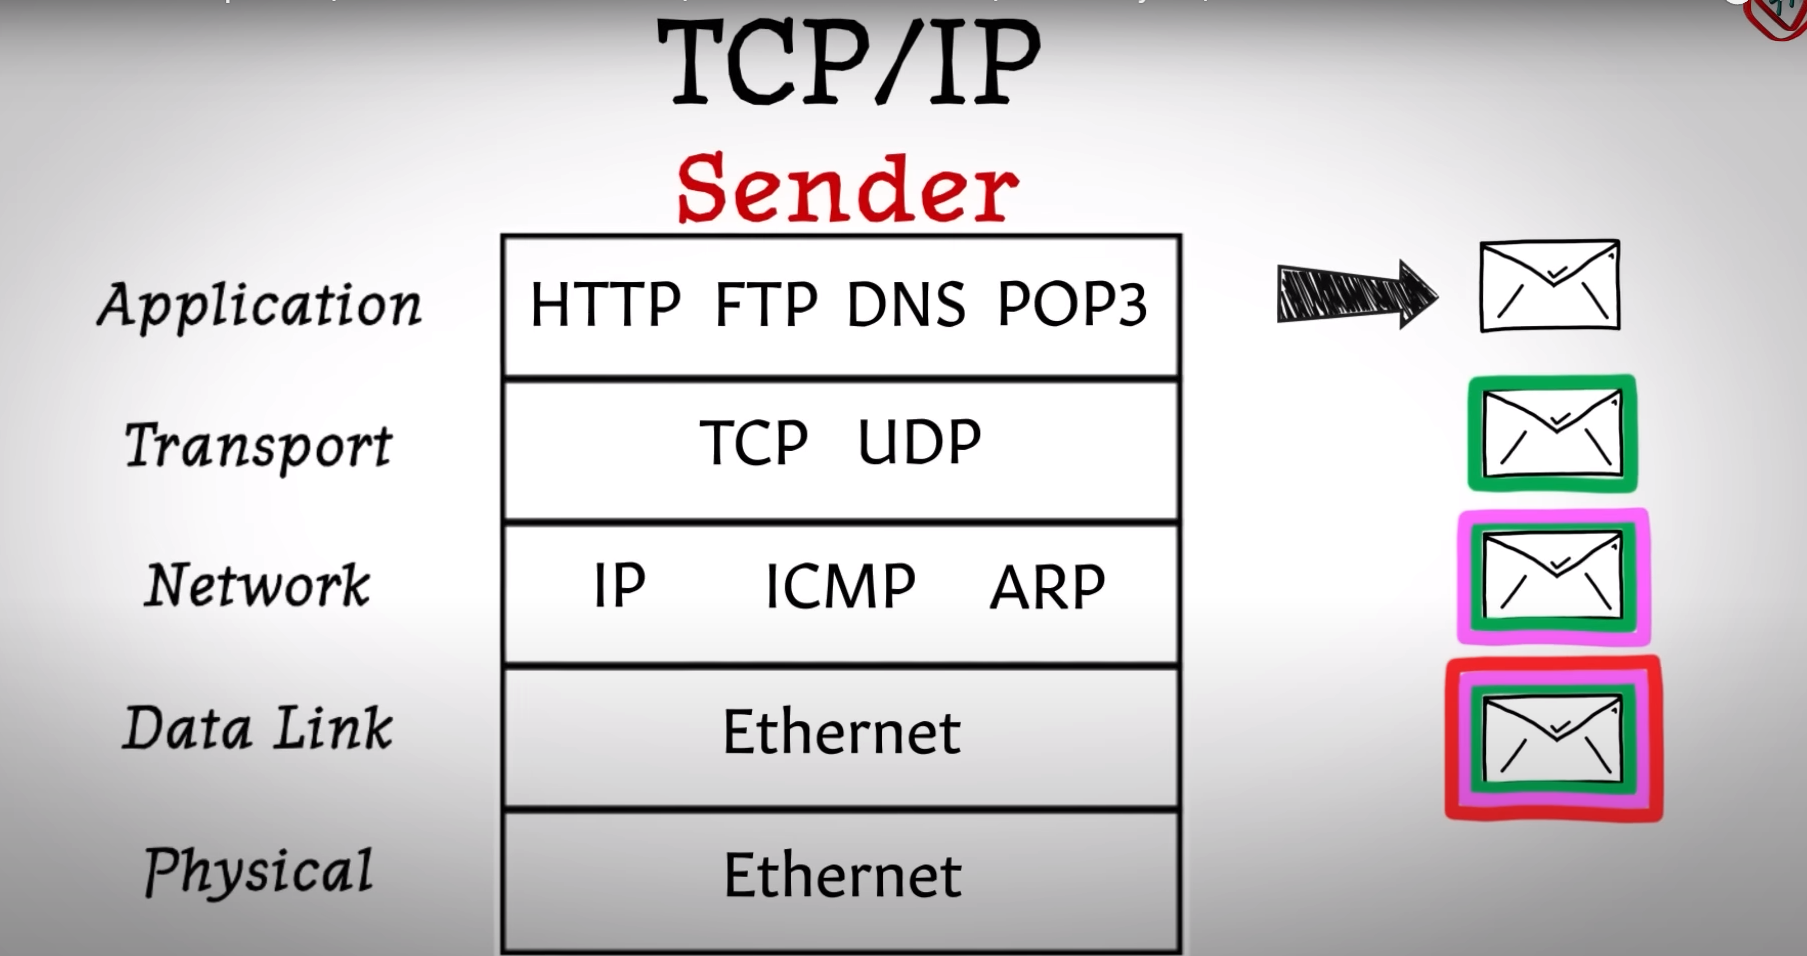 TCP/IP
Sender
Application HTTP FTP DNS POP3
Transport TCP UDP
Network IP ICMP ARP
Data Link Ethernet
Physical Ethernet